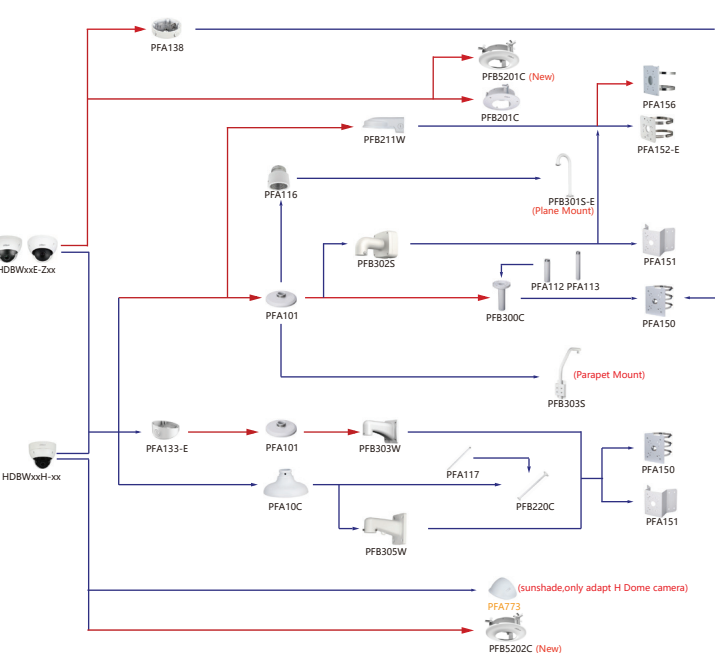 PFA138
PFB5201C (New)
PFB201C
PFA156
PFB211W
PFA152-E
PFA116
PFB301S-E
(Plane Mount)
HDBWxxE-Zxx
PFB302S
PFA151
PFA112 PFA113
PFA101
PFB300C
PFA150
(Parapet Mount)
PFB303S
PFA133-E
PFA101
PFB303W
HDBWxxH-xx
PFA117
PFA150
PFA10C
PFB220C
PFA151
PFB305W
(sunshade,only adapt H Dome camera)
PFA773
PFB5202C (New)